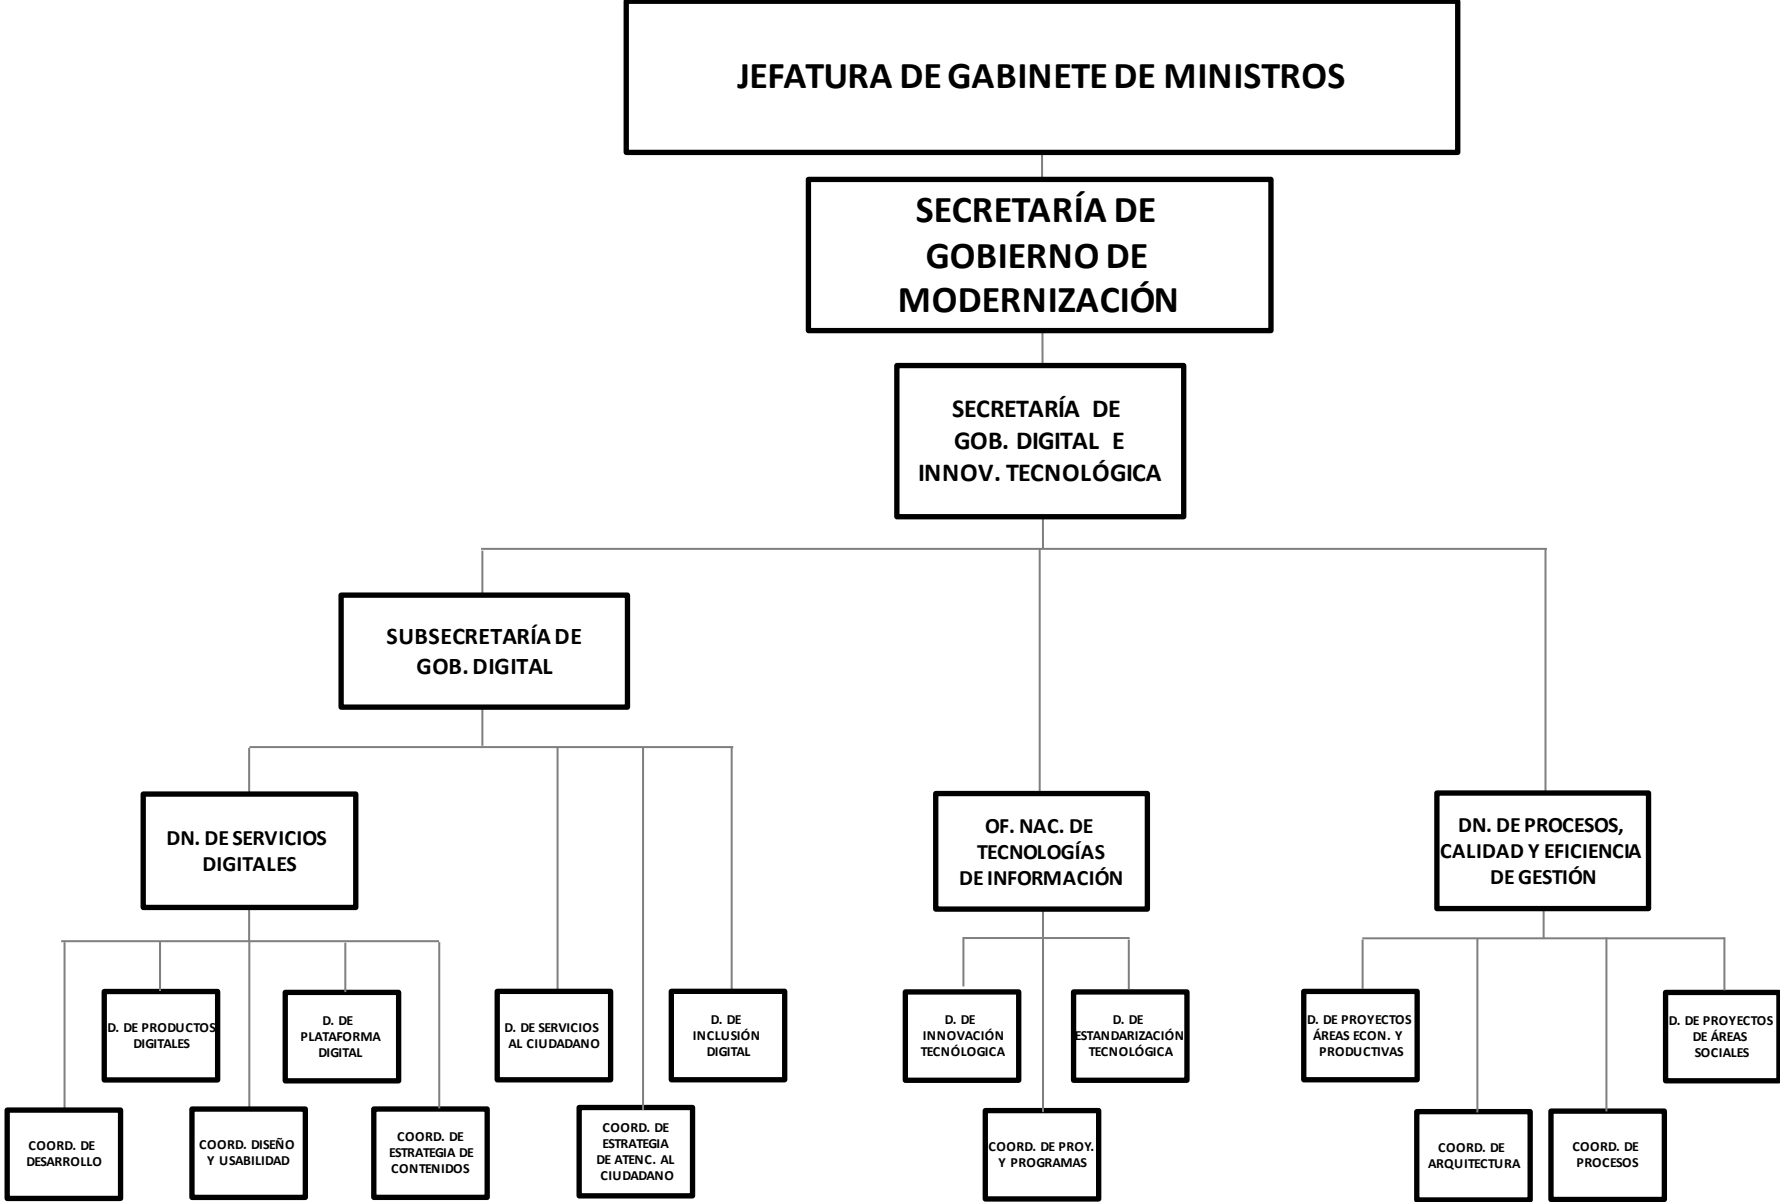 JEFATURA DE GABINETE DE MINISTROS
SECRETARÍA DE
GOBIERNO DE
MODERNIZACIÓN
SECRETARÍA DE
GOB. DIGITAL E
INNOV. TECNOLÓGICA
SUBSECRETARÍA DE
GOB. DIGITAL
DN. DE SERVICIOS
DIGITALES
OF. NAC. DE
TECNOLOGÍAS
DE INFORMACIÓN
DN. DE PROCESOS,
CALIDAD Y EFICIENCIA
DE GESTIÓN
D. DE PRODUCTOS
DIGITALES
D. DE
PLATAFORMA
DIGITAL
D. DE SERVICIOS
AL CIUDADANO
D. DE
INCLUSIÓN
DIGITAL
D. DE
INNOVACIÓN
TECNÓLOGICA
D. DE
ESTANDARIZACIÓN
TECNOLÓGICA
D. DE PROYECTOS
ÁREAS ECON. Y
PRODUCTIVAS
D. DE PROYECTOS
DE ÁREAS
SOCIALES
COORD. DE
DESARROLLO
COORD. DISEÑO
Y USABILIDAD
COORD. DE
ESTRATEGIA DE
CONTENIDOS
COORD. DE
ESTRATEGIA
DE ATENC. AL
CIUDADANO
COORD. DE PROY.
Y PROGRAMAS
COORD. DE
ARQUITECTURA
COORD. DE
PROCESOS